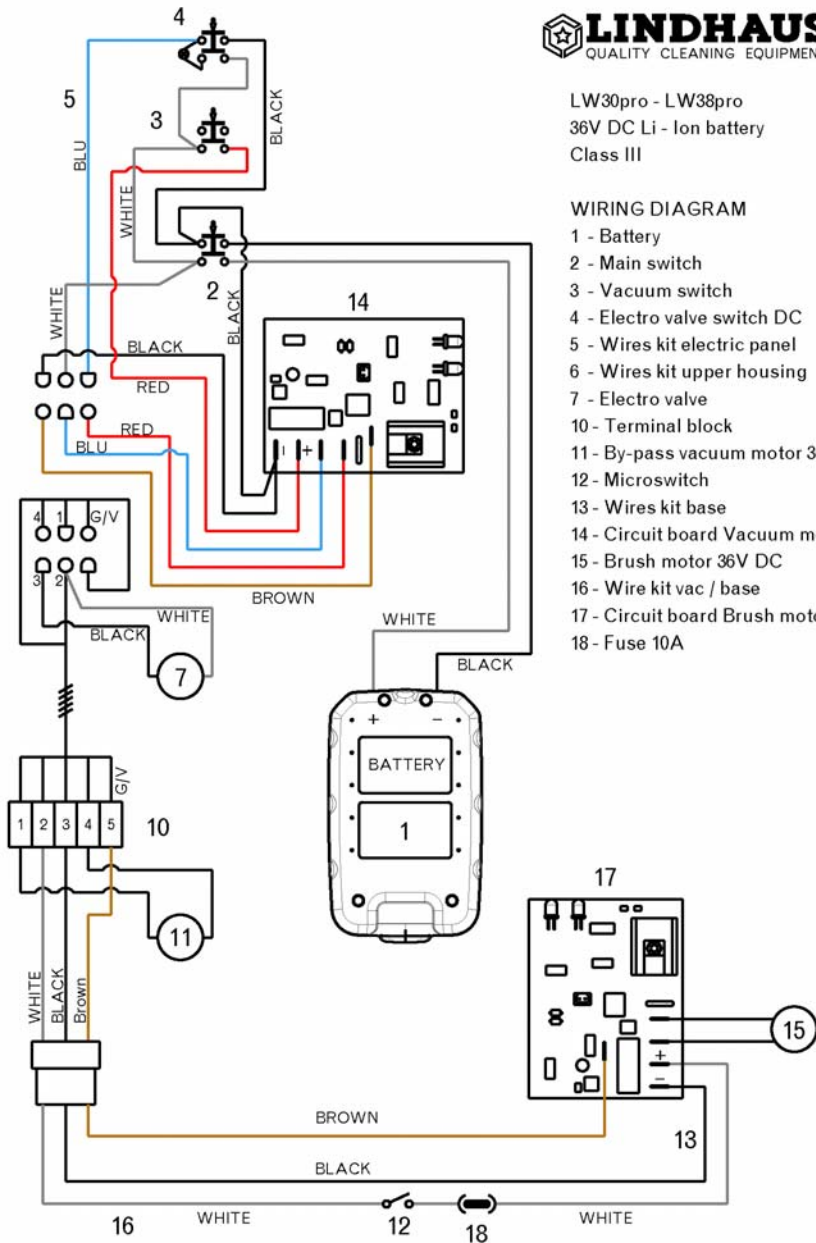 LINDHAUS
QUALITY CLEANING EQUIPMEN
LW30pro - LW38pro
36V DC Li - Ion battery
Class III
WIRING DIAGRAM
1 - Battery
2 - Main switch
3 - Vacuum switch
4 - Electro valve switch DC
5 - Wires kit electric panel
6 - Wires kit upper housing
7 - Electro valve
10 - Terminal block
11 - By-pass vacuum motor 3
12 - Microswitch
13 - Wires kit base
14 - Circuit board Vacuum m
15 - Brush motor 36V DC
16 - Wire kit vac / base
17 - Circuit board Brush moto
18 - Fuse 10A
4
5
BLU
3
BLACK
WHITE
2
WHITE
BLACK
14
BLACK
RED
RED
BLU
- +
BROWN
4 1 G/V
3 2
WHITE
BLACK
7
WHITE
BLACK
+ -
BATTERY
1
G/V
1 2 3 4 5
10
11
WHITE
BLACK
Brown
17
15
+
-
BROWN
13
BLACK
WHITE
16
12
18
WHITE